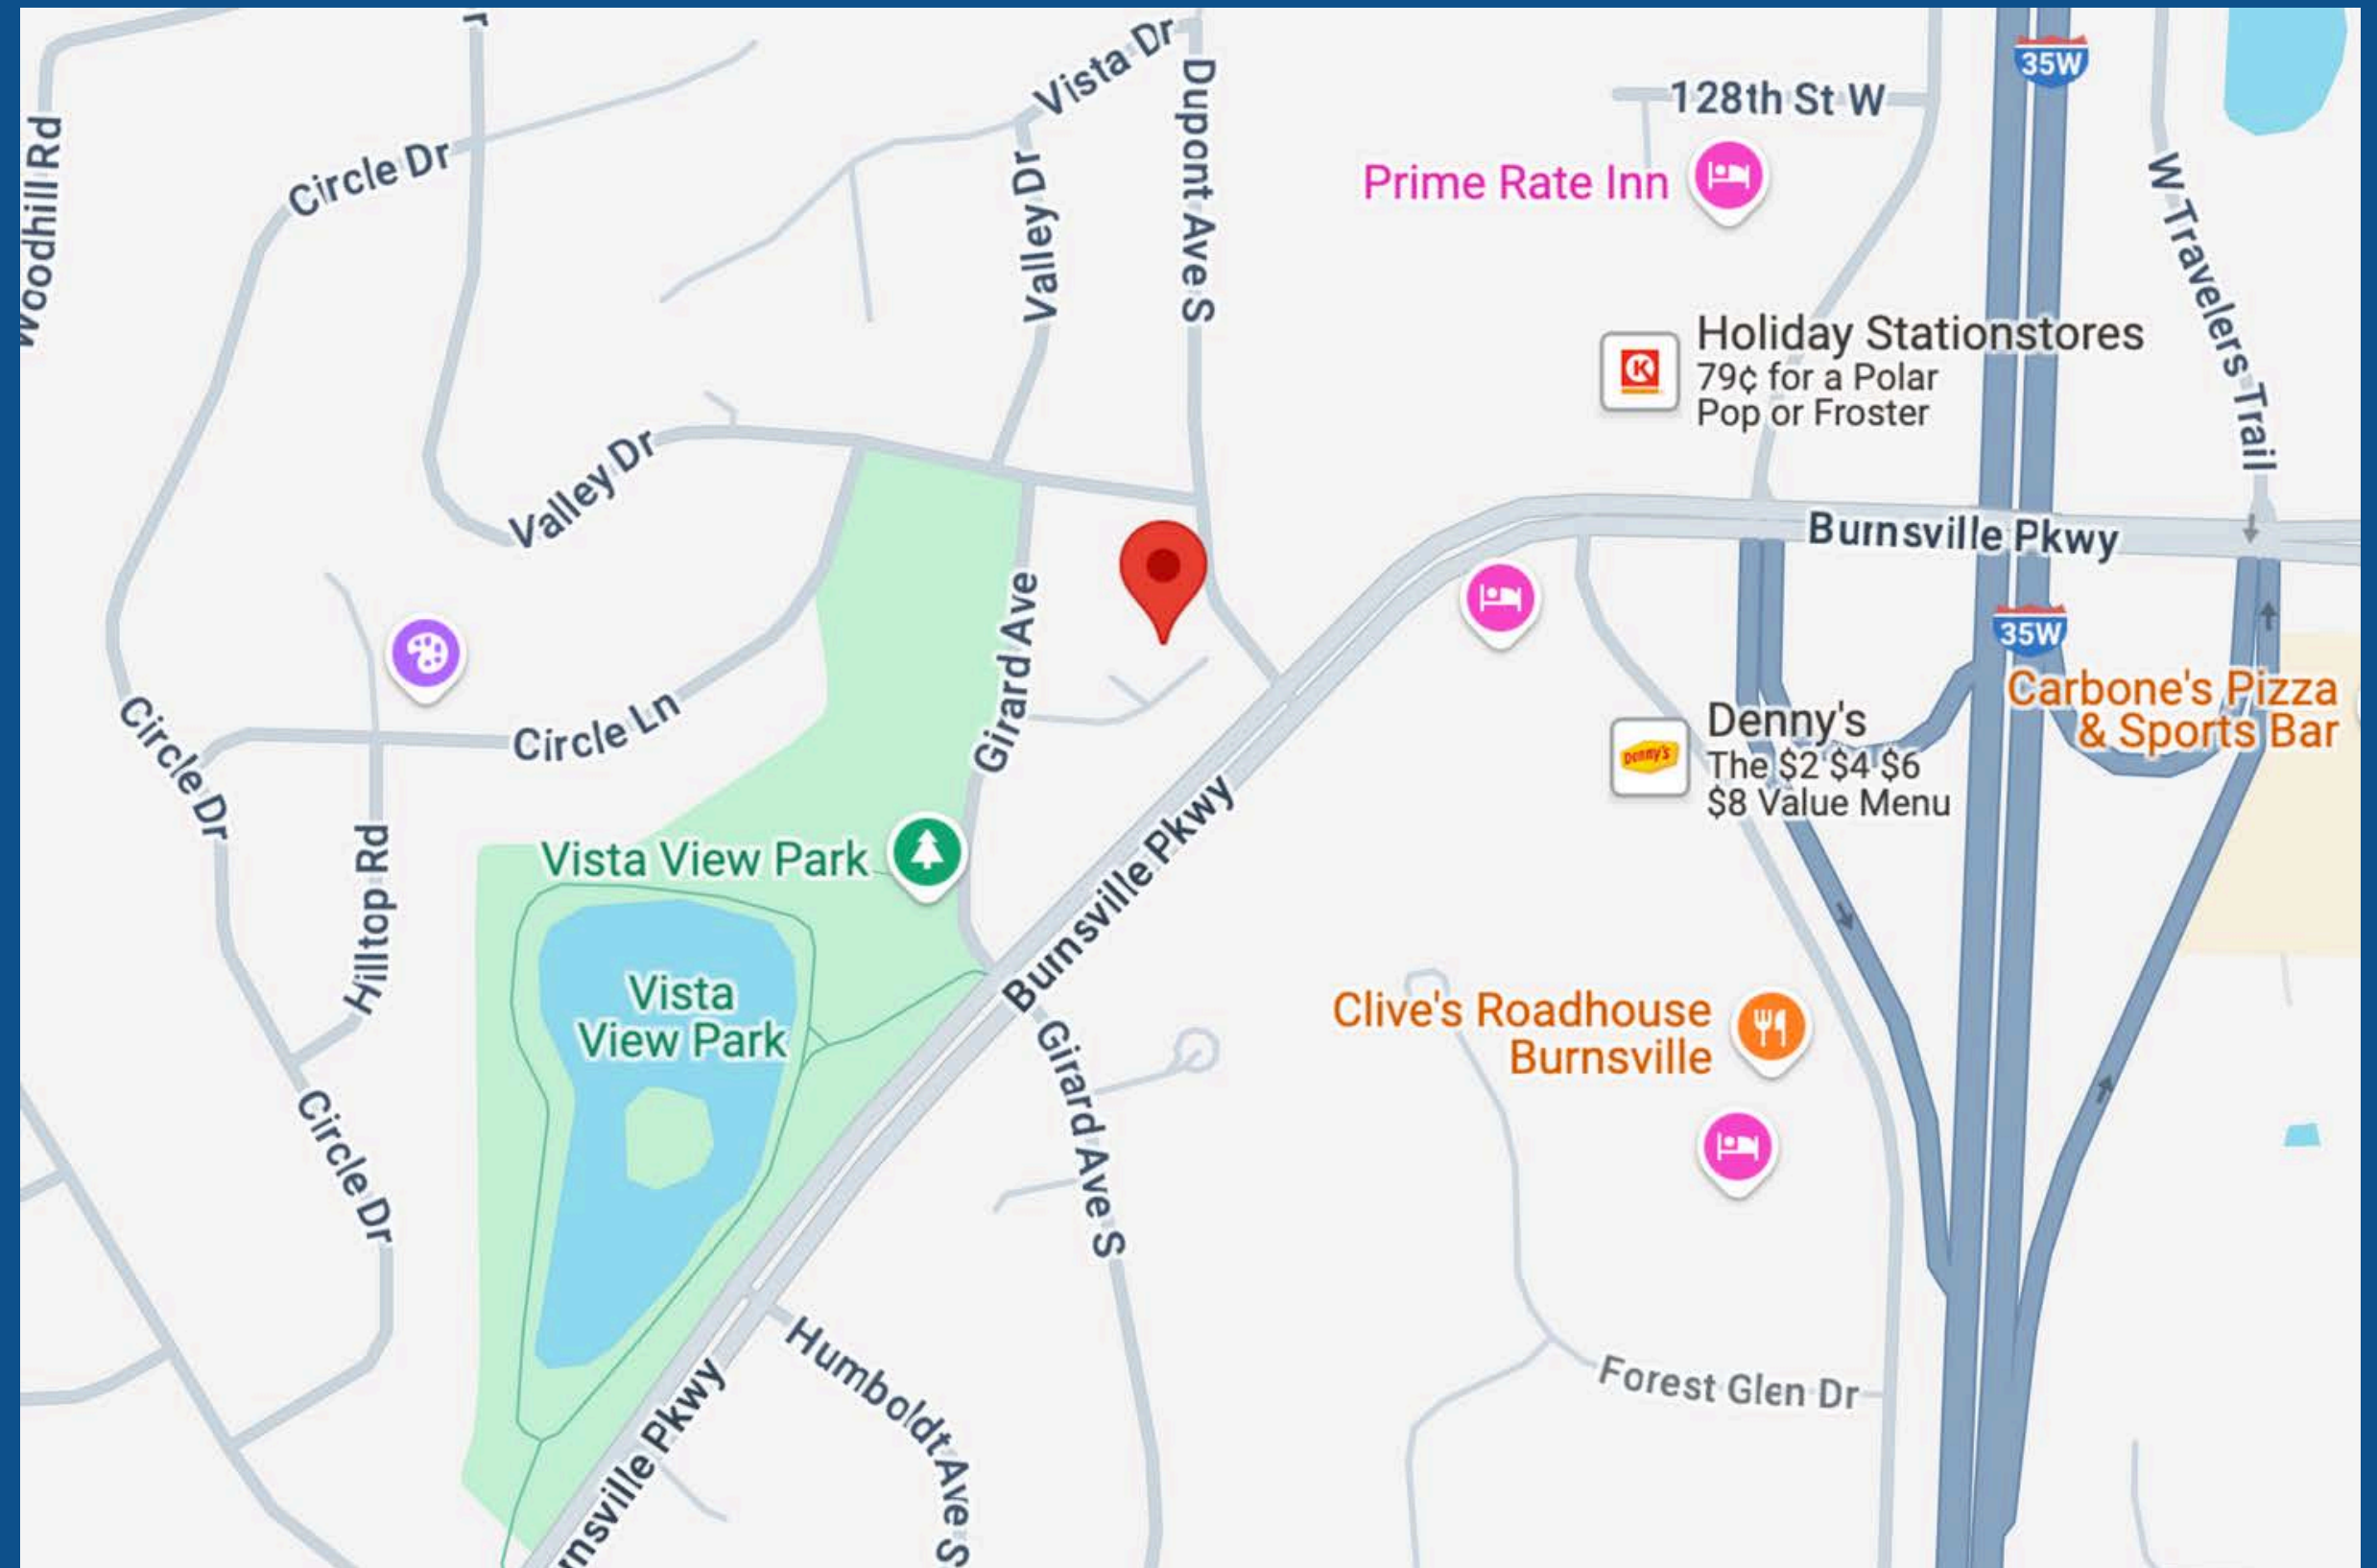 r
Vista Dr
35W
128th St W
Woodhill Rd
Circle Dr
Dupont Ave S
Valley Dr
Prime Rate Inn
W Travelers Trail
Holiday Stationstores
79¢ for a Polar
Pop or Froster
K
Valley Dr
Burnsville Pkwy
35W
Girard Ave
Circle Ln
Circle Dr
Carbone's Pizza
& Sports Bar
Denny's
The $2 $4 $6
$8 Value Menu
Denny's
Vista View Park
Burnsville Pkwy
Hilltop Rd
Vista
View Park
Clive's Roadhouse
Burnsville
Girard Ave S
Circle Dr
Forest Glen Dr
Humboldt Ave S
rnsville Pkwy